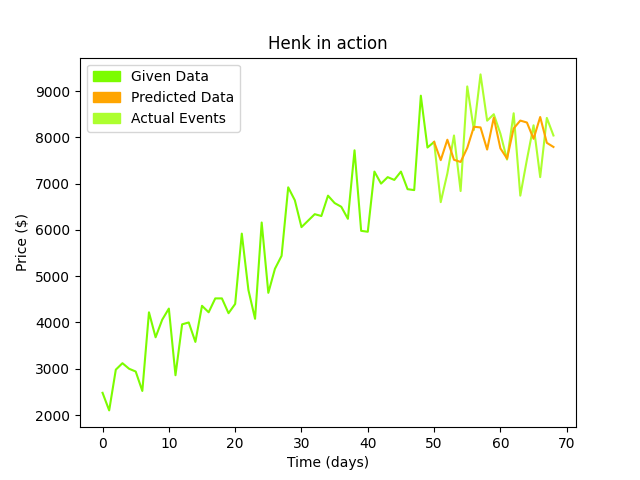 Henk in action
Given Data
Predicted Data
Actual Events
9000
8000
7000
6000
5000
4000
3000
2000
Price ($)
0
10
20
30
40
50
60
70
Time (days)